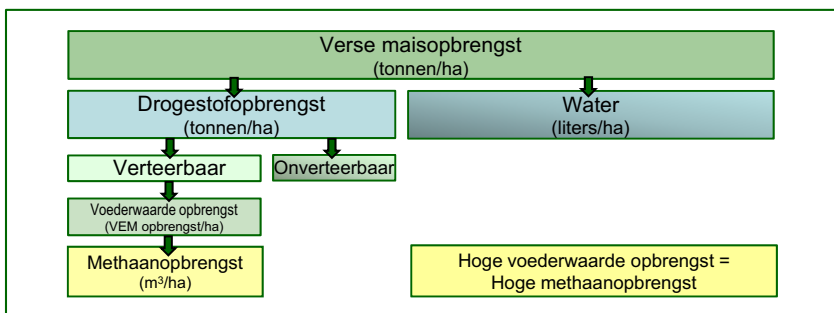 Verse maisopbrengst
(tonnen/ha)
Drogestofopbrengst
(tonnen/ha)
Water
(liters/ha)
Verteerbaar
Onverteerbaar
Voederwaarde opbrengst
(VEM opbrengst/ha)
Methaanopbrengst
(m³/ha)
Hoge voederwaarde opbrengst =
Hoge methaanopbrengst